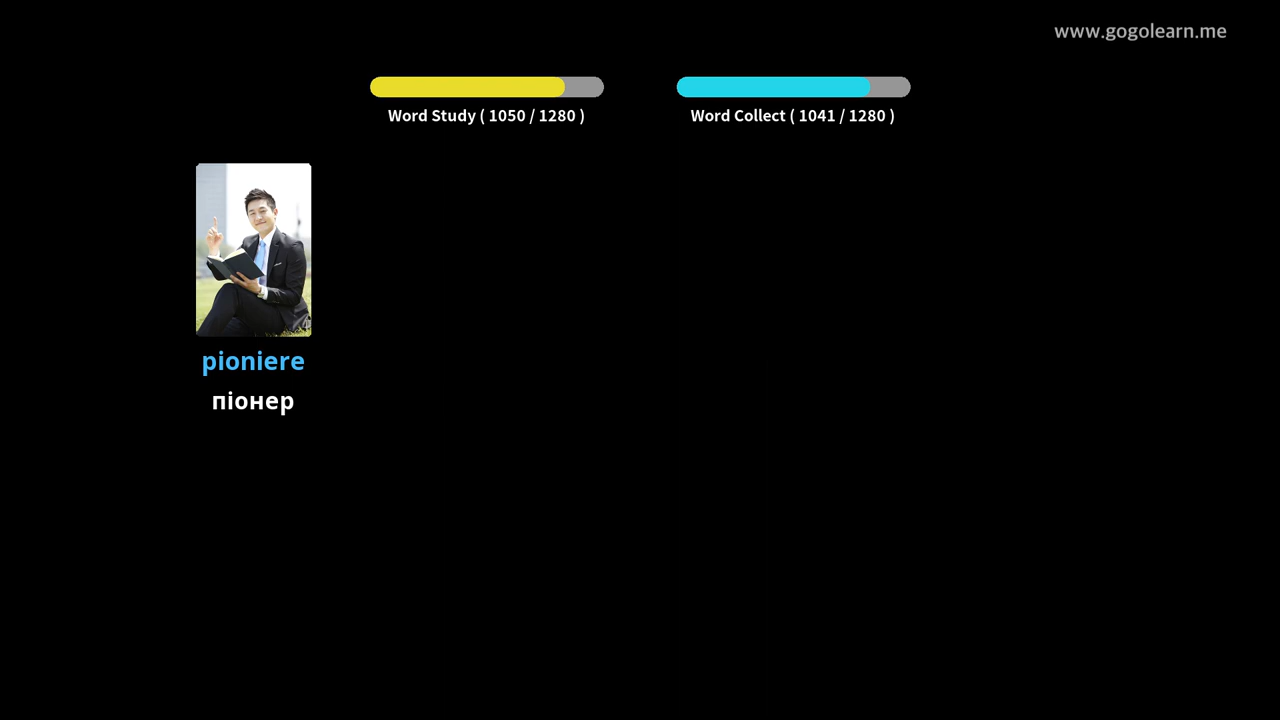 www.gogolearn.me
Word Study ( 1050 / 1280 )
Word Collect ( 1041 / 1280 )
pioniere
піонер